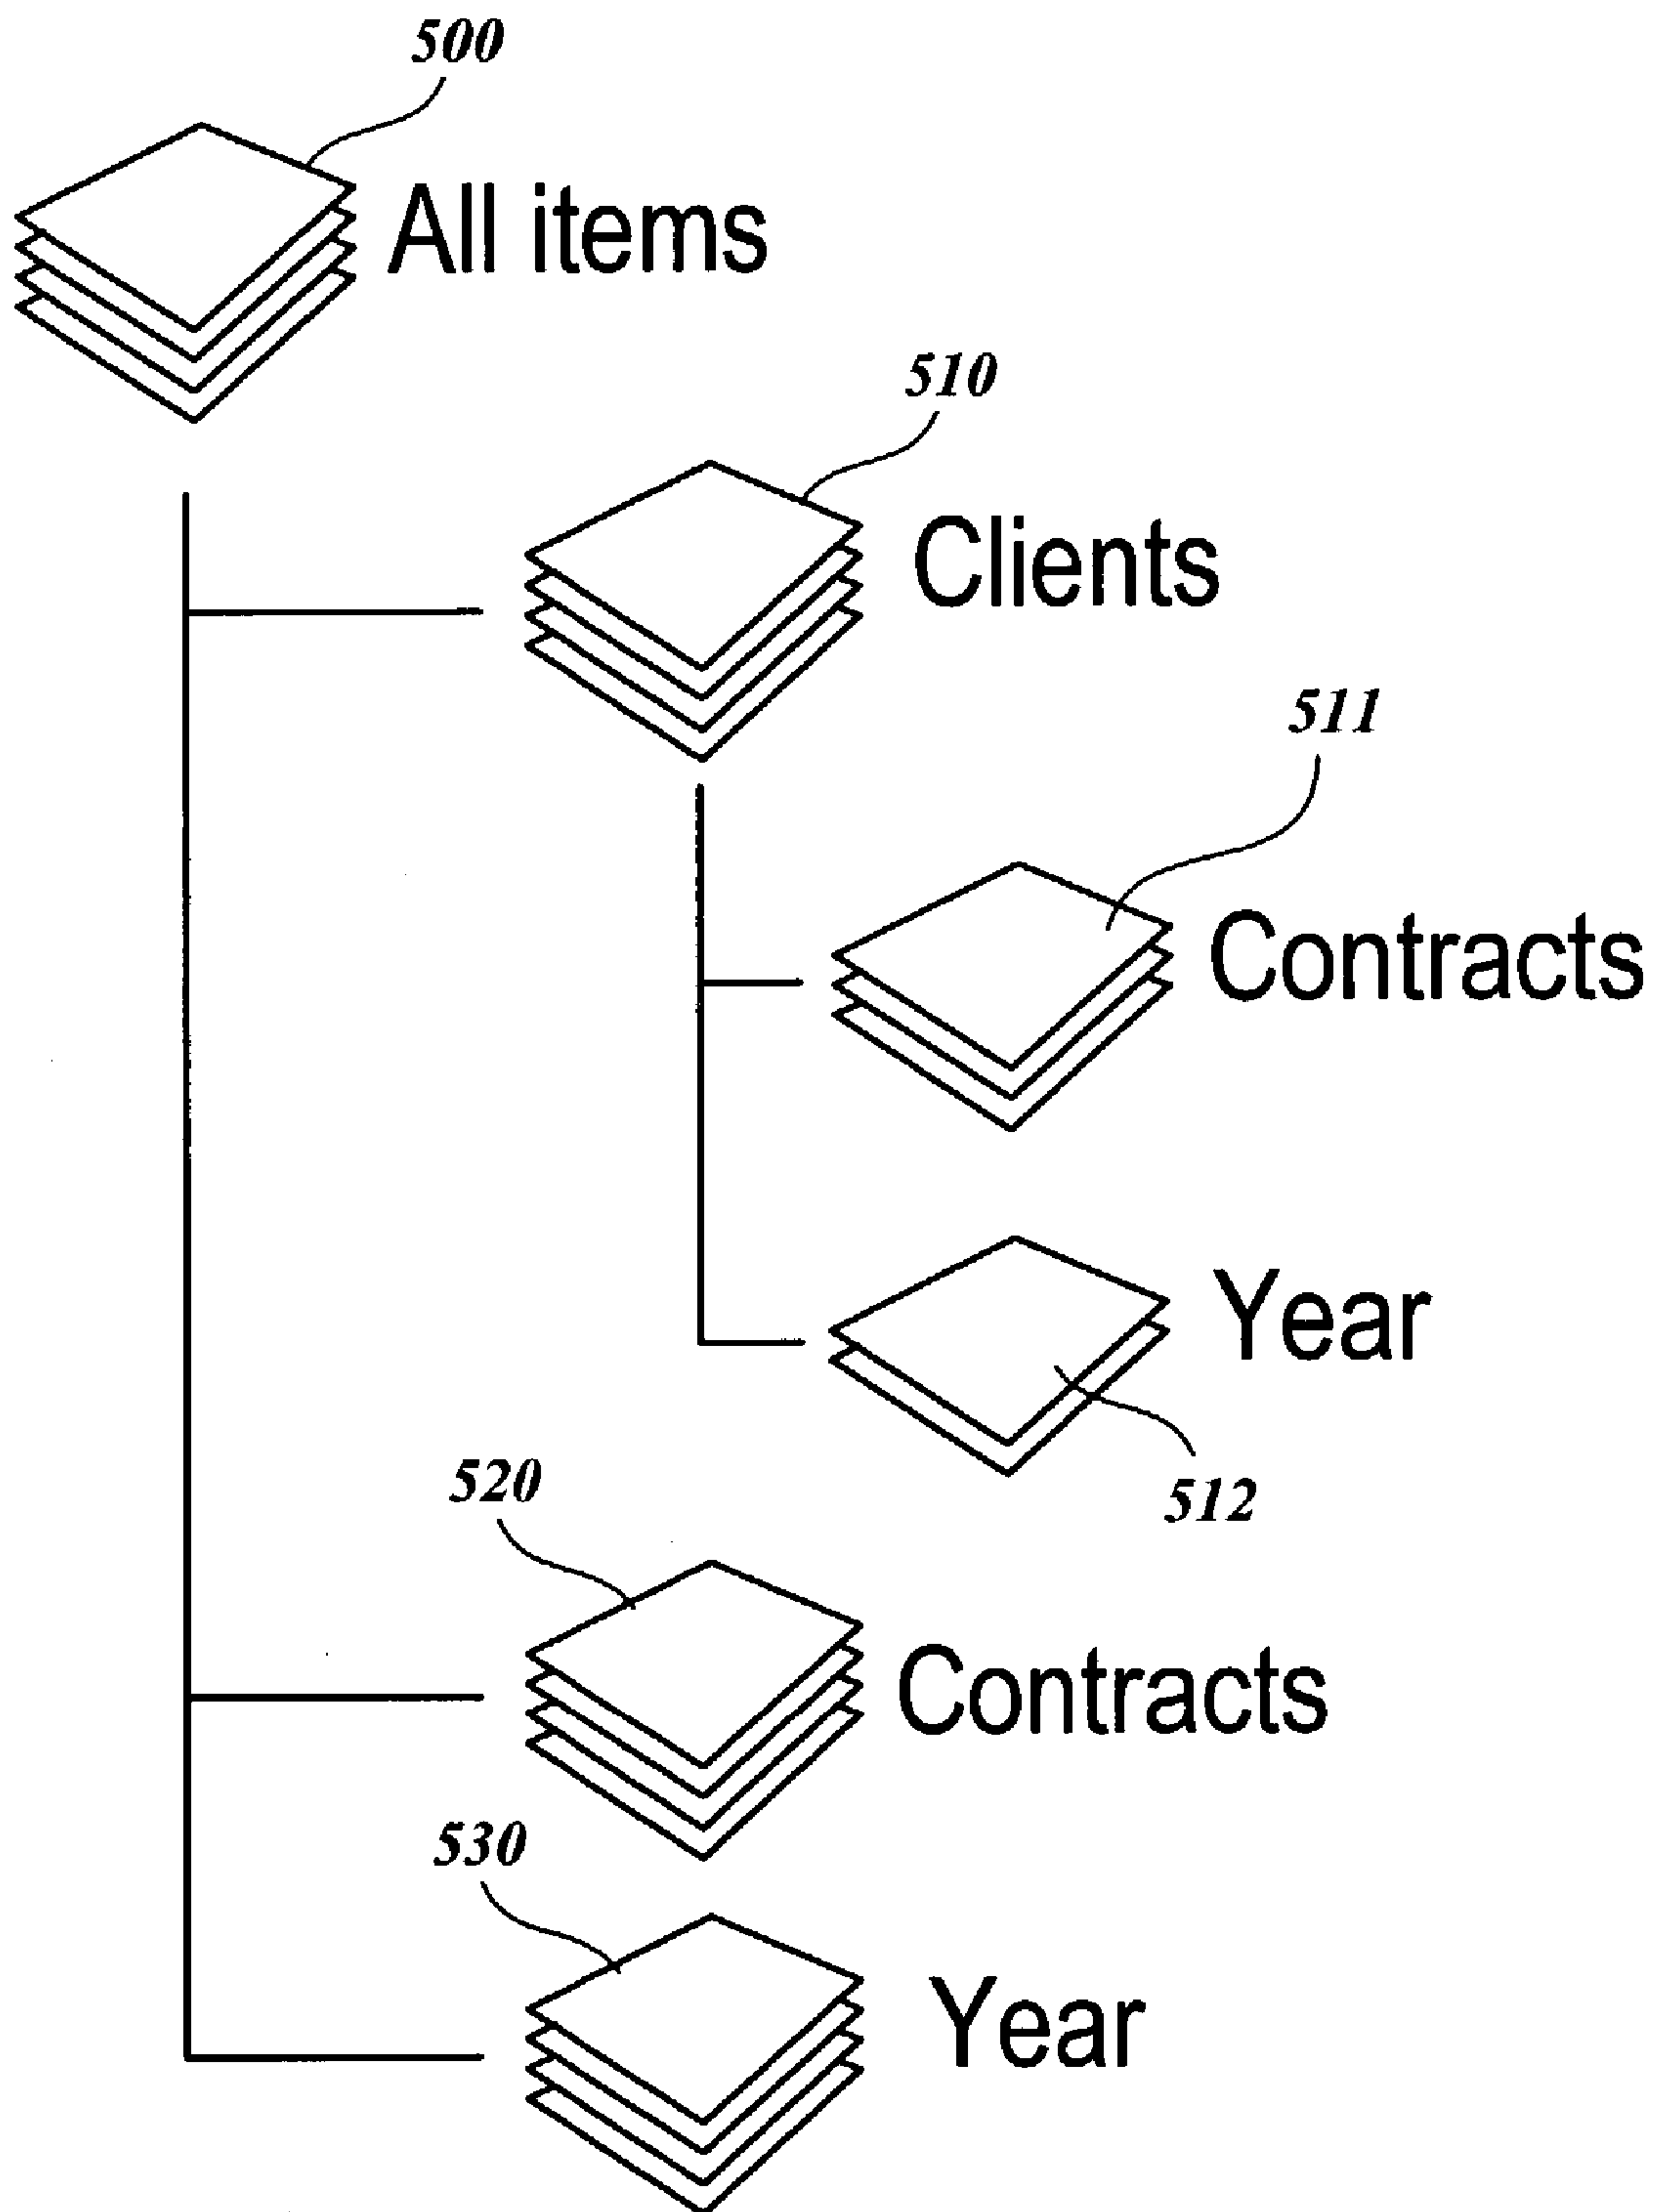 500
All items
510
Clients
511
Contracts
Year
512
520
Contracts
530
Year